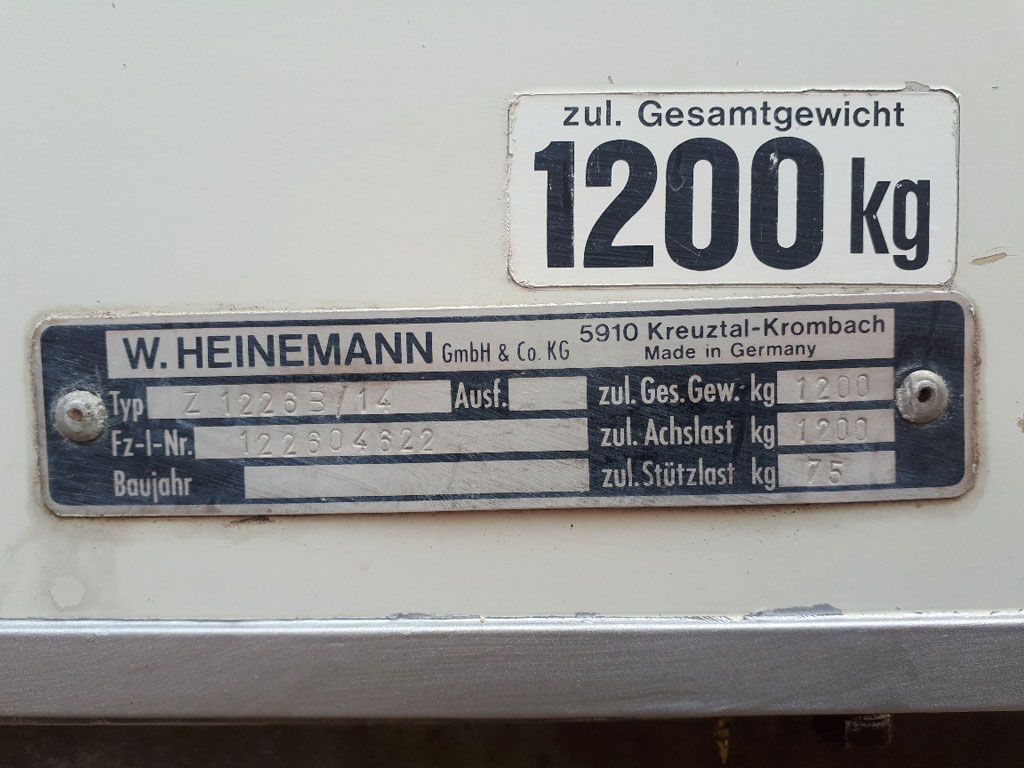 zul. Gesamtgewicht
1200 kg
W. HEINEMANN GmbH & Co. KG 5910 Kreuztal-Krombach
Made in Germany
Typ Z 1226B/14 Ausf. zul. Ges. Gew. kg 1200
Fz-I-Nr. 122604622 zul. Achslast kg 1200
Baujahr zul. Stützlast kg 75